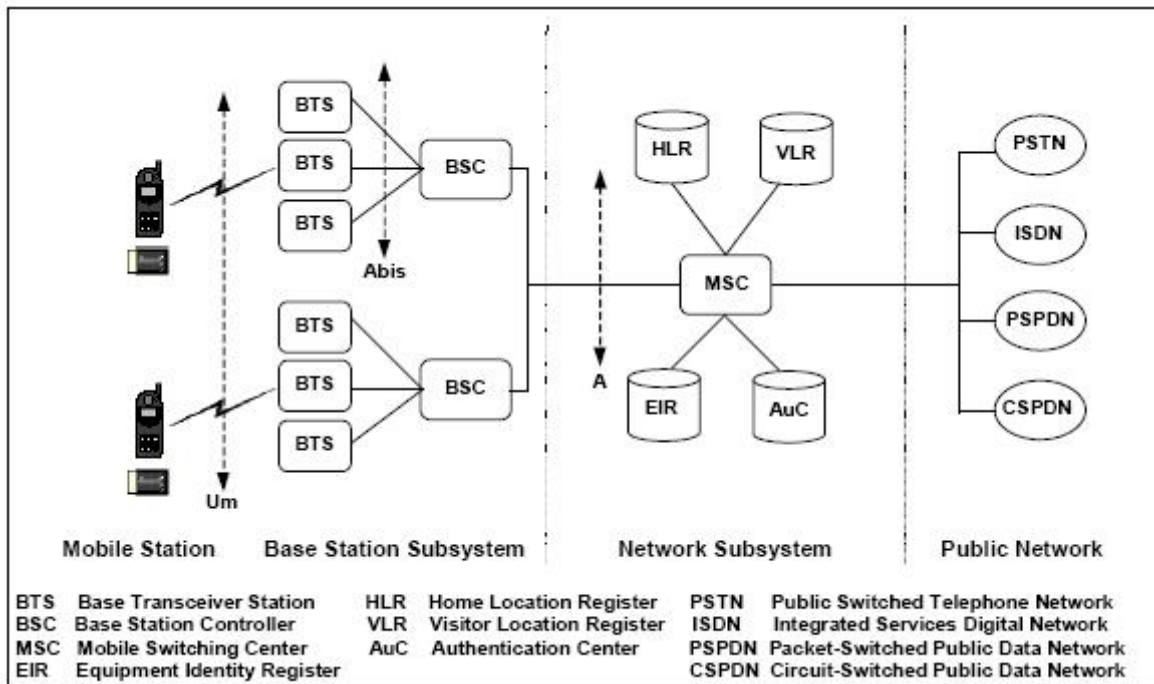 BTS
BTS
BTS
BSC
Abis
BTS
BTS
BTS
BSC
Um
HLR
VLR
MSC
A
EIR
AuC
PSTN
ISDN
PSPDN
CSPDN
Mobile Station
Base Station Subsystem
Network Subsystem
Public Network
BTS Base Transceiver Station
BSC Base Station Controller
MSC Mobile Switching Center
EIR Equipment Identity Register
HLR Home Location Register
VLR Visitor Location Register
AuC Authentication Center
PSTN Public Switched Telephone Network
ISDN Integrated Services Digital Network
PSPDN Packet-Switched Public Data Network
CSPDN Circuit-Switched Public Data Network